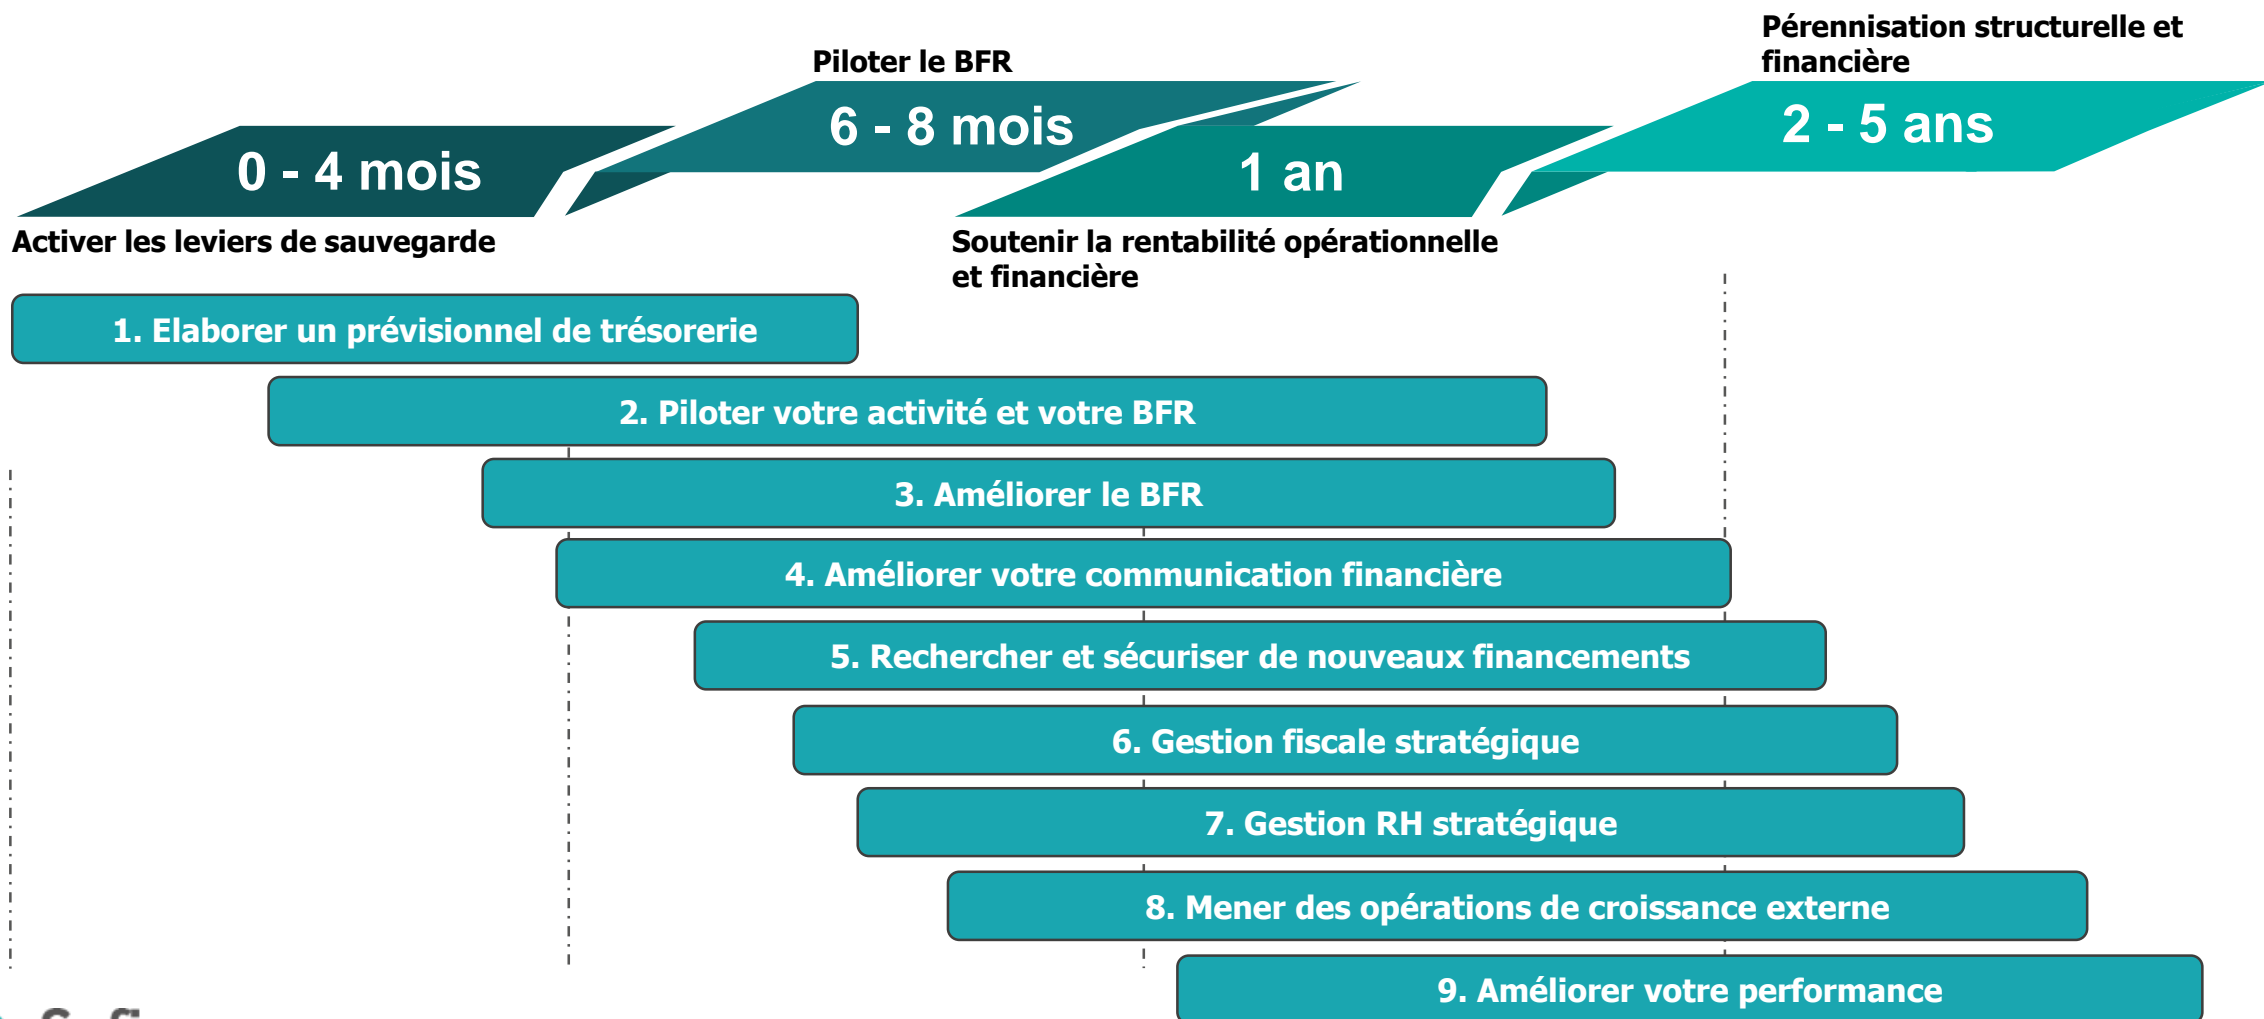 Pérennisation structurelle et
financière
Piloter le BFR
2 - 5 ans
6 - 8 mois
0 - 4 mois
1 an
Activer les leviers de sauvegarde
Soutenir la rentabilité opérationnelle
et financière
1. Elaborer un prévisionnel de trésorerie
2. Piloter votre activité et votre BFR
3. Améliorer le BFR
4. Améliorer votre communication financière
5. Rechercher et sécuriser de nouveaux financements
6. Gestion fiscale stratégique
7. Gestion RH stratégique
8. Mener des opérations de croissance externe
9. Améliorer votre performance